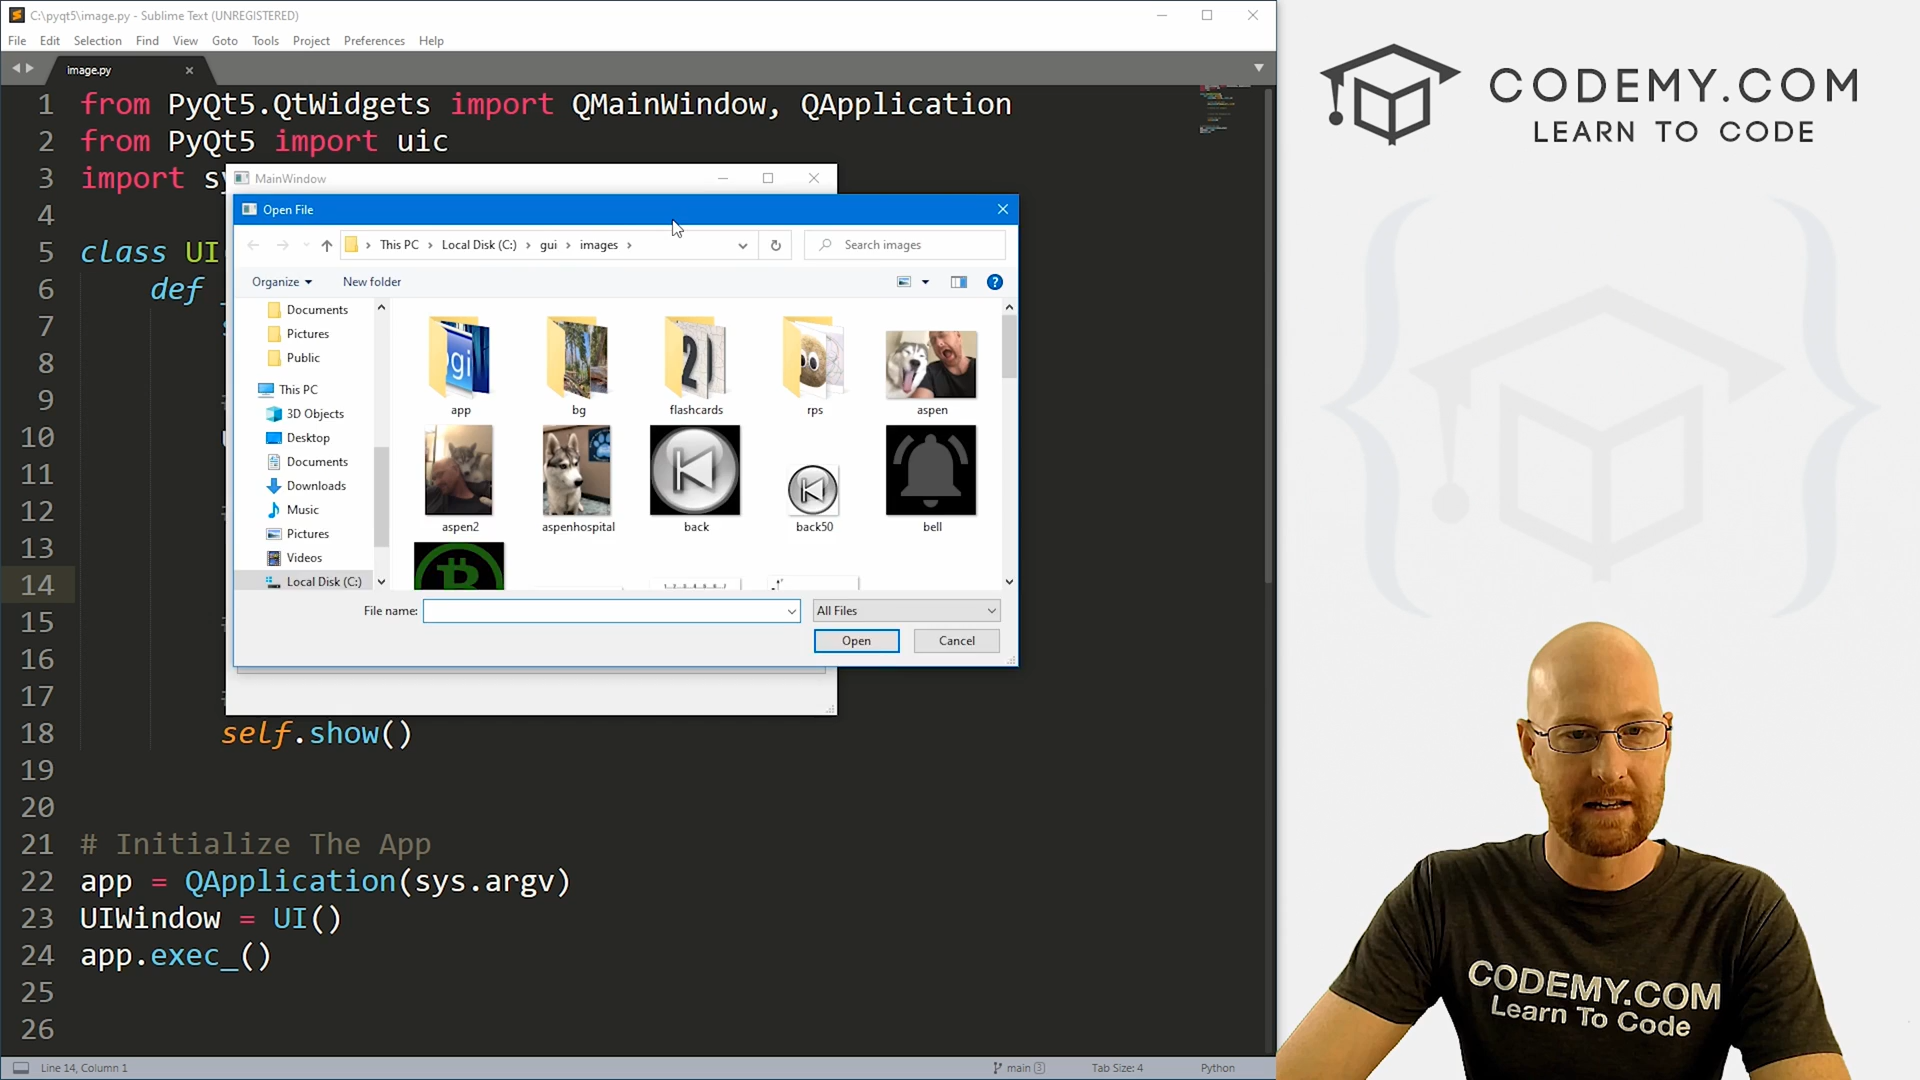 C:\pyqt5\image.py - Sublime Text (UNREGISTERED)
File Edit Selection Find View Goto Tools Project Preferences Help
image.py
1 from PyQt5.QtWidgets import QMainWindow, QApplication
2 from PyQt5 import uic
3 import
4
5 class UI
6 def
7
8
9
10
11
12
13
14
15
16
17
18 self.show()
19
20
21 # Initialize The App
22 app = QApplication(sys.argv)
23 UIWindow = UI()
24 app.exec_()
25
26
MainWindow
Open File
This PC > Local Disk (C:) > gui > images >
Search images
Organize New folder
Documents
Pictures
Public
This PC
3D Objects
Desktop
Documents
Downloads
Music
Pictures
Videos
Local Disk (C:)
app bg flashcards rps aspen
aspen2 aspenhospital back back50 bell
File name: All Files
Open Cancel
Line 14, Column 1 main 3 Tab Size: 4 Python
CODEMY.COM
LEARN TO CODE
CODEMY.COM
Learn To Code